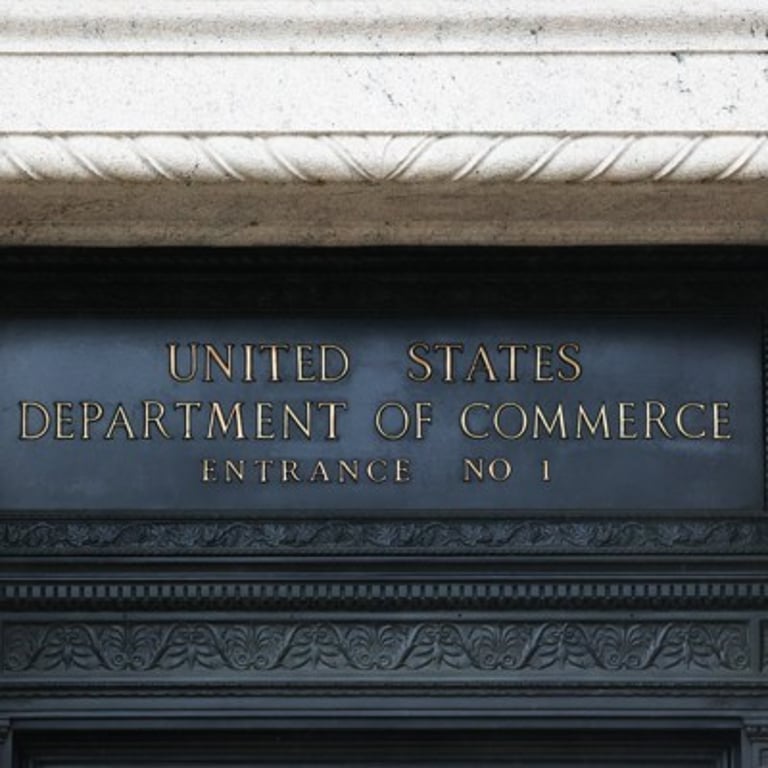 UNITED STATES
DEPARTMENT OF COMMERCE
ENTRANCE NO 1